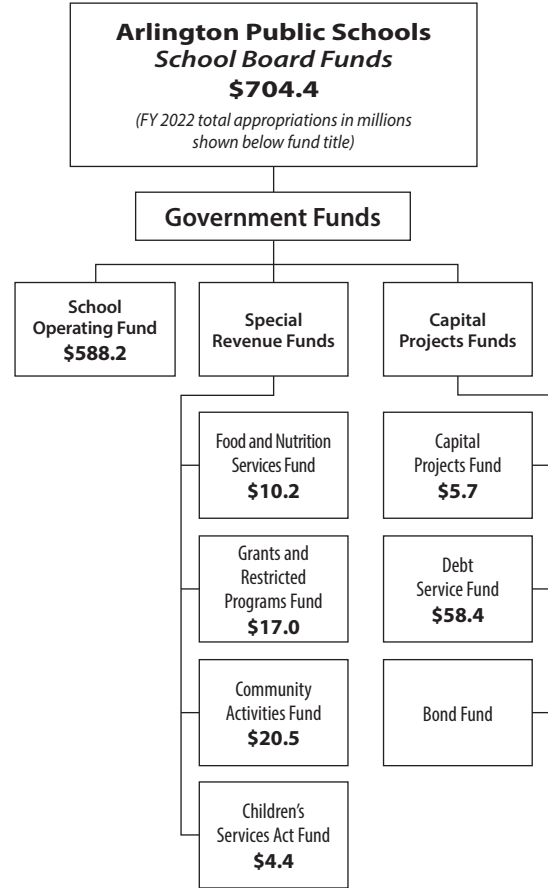 Arlington Public Schools
School Board Funds
$704.4
(FY 2022 total appropriations in millions
shown below fund title)
Government Funds
School
Operating Fund
$588.2
Special
Revenue Funds
Capital
Projects Funds
Food and Nutrition
Services Fund
$10.2
Capital
Projects Fund
$5.7
Grants and
Restricted
Programs Fund
$17.0
Debt
Service Fund
$58.4
Community
Activities Fund
$20.5
Bond Fund
Children’s
Services Act Fund
$4.4